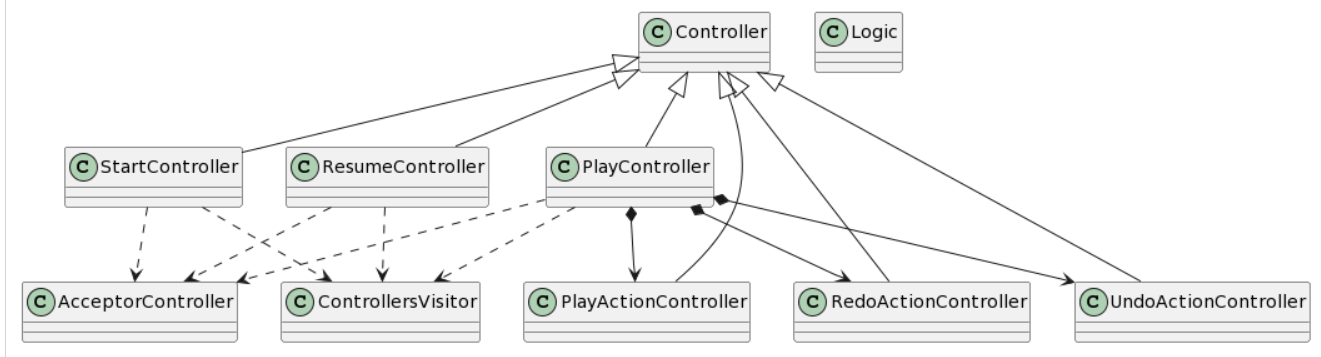 C Controller
C Logic
C StartController
C ResumeController
C PlayController
C AcceptorController
C ControllersVisitor
C PlayActionController
C RedoActionController
C UndoActionController